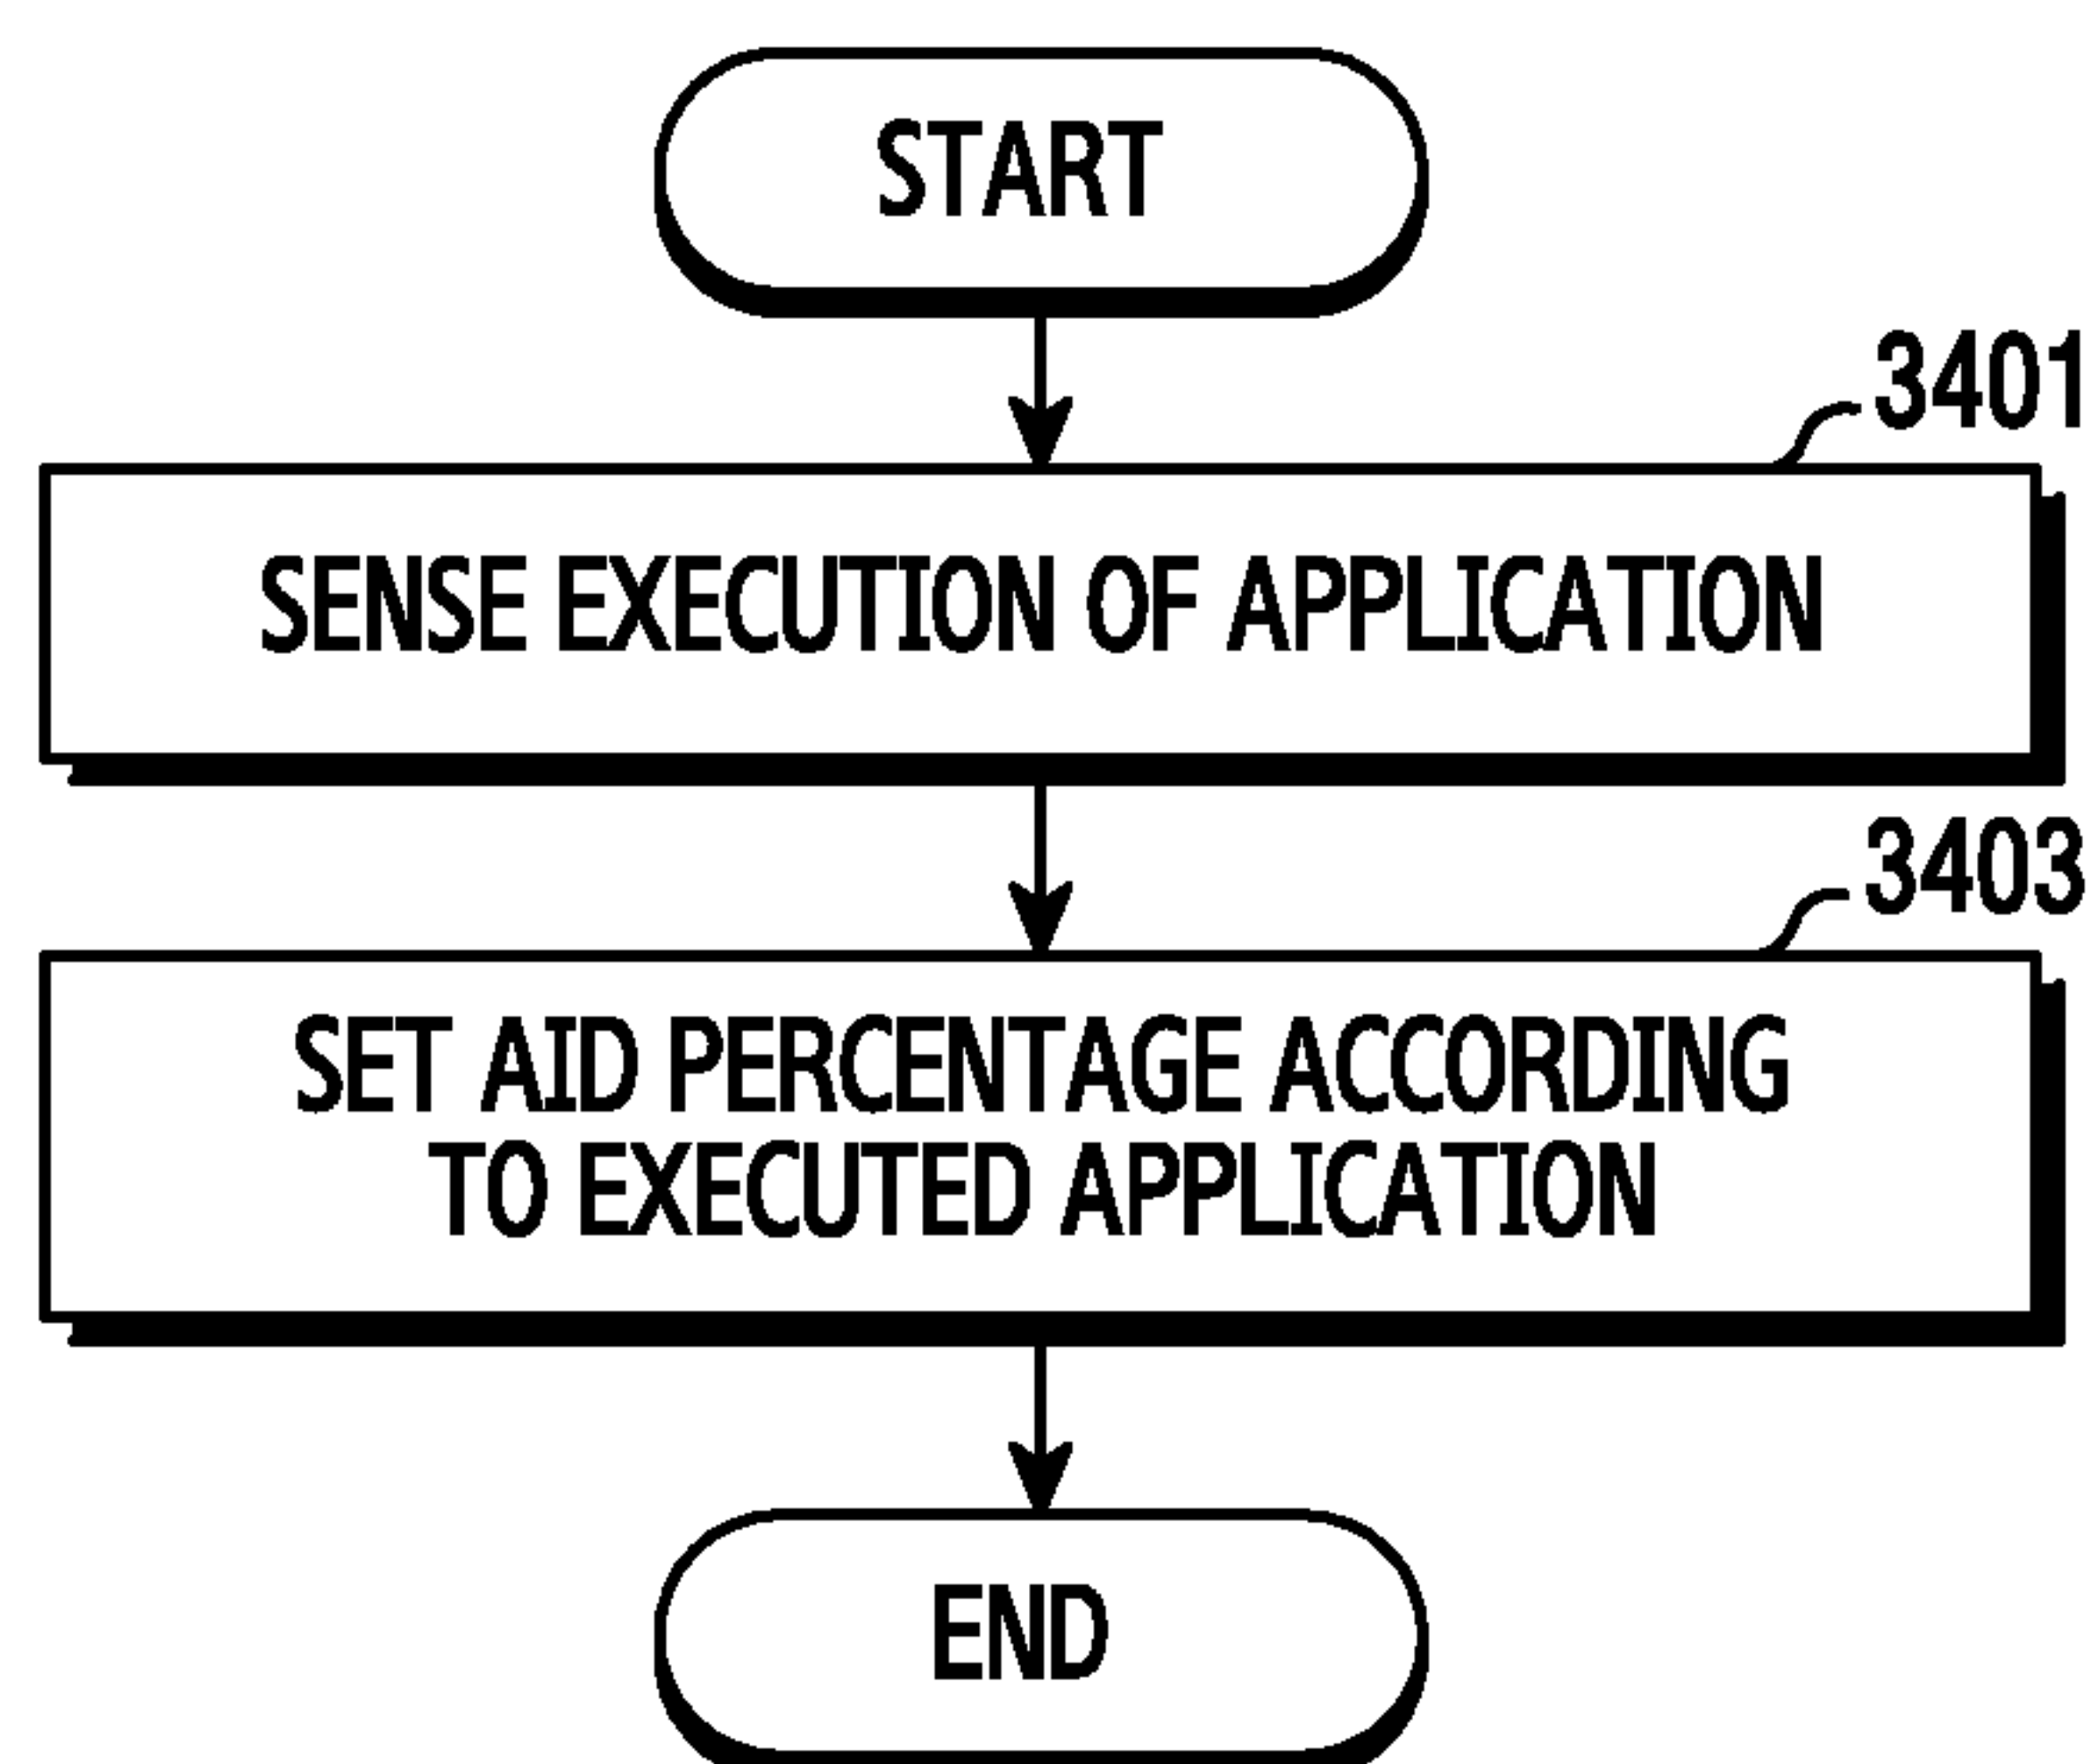 START
3401
SENSE EXECUTION OF APPLICATION
3403
SET AID PERCENTAGE ACCORDING
TO EXECUTED APPLICATION
END